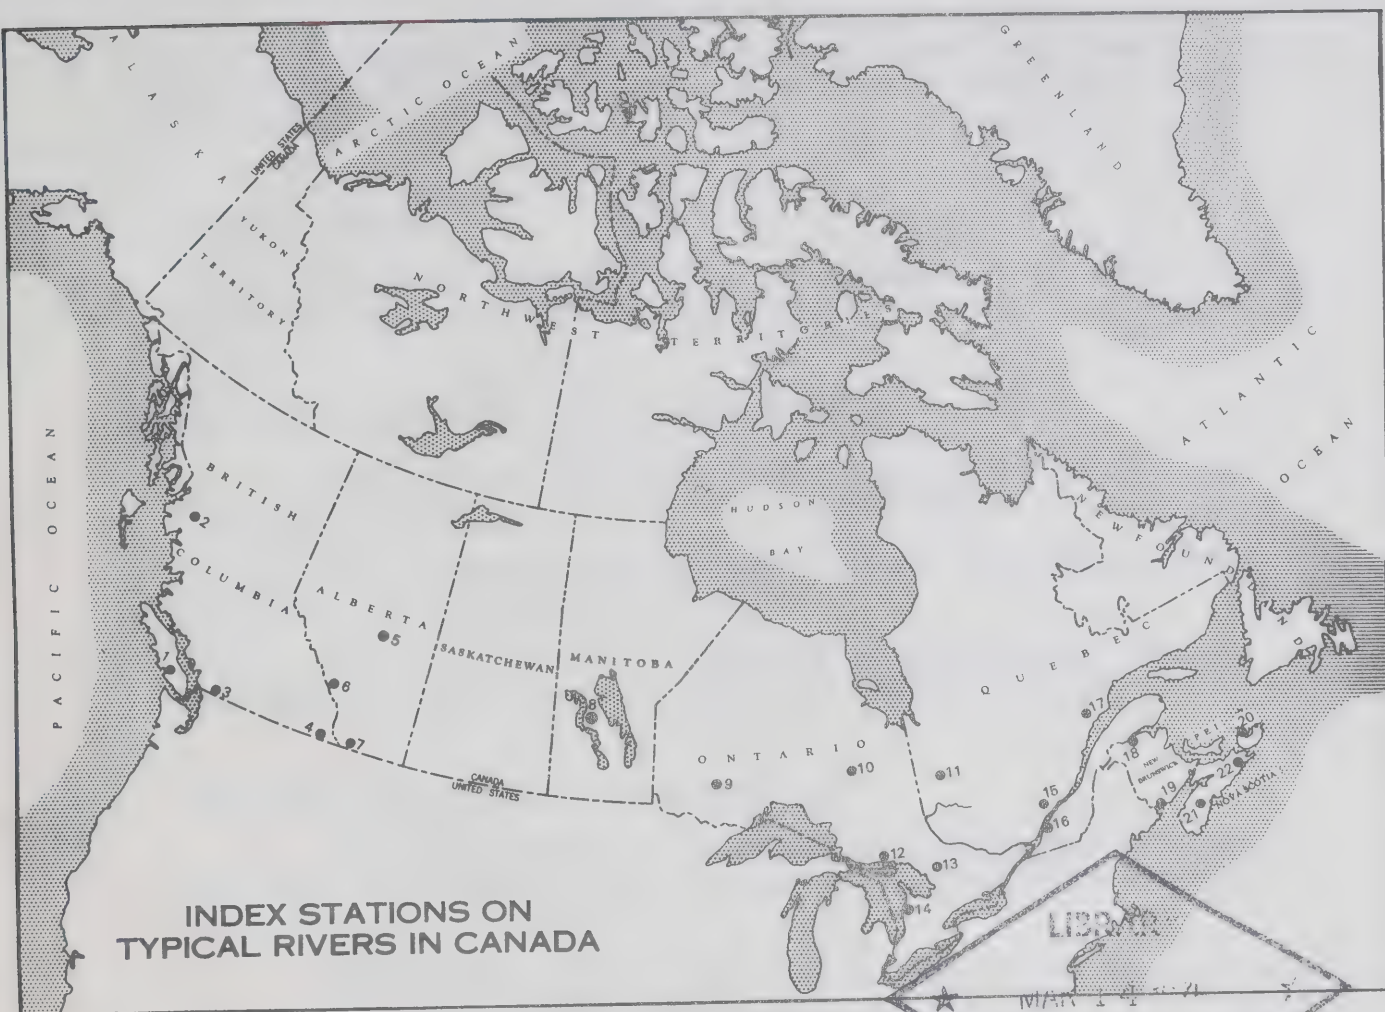 ALASKA
ARCTIC OCEAN
GREENLAND
UNITED STATES
CANADA
YUKON
TERRITORY
NORTHWEST TERRITORIES
ATLANTIC
OCEAN
PACIFIC OCEAN
BRITISH
COLUMBIA
HUDSON
BAY
NEWFOUNDLAND
2
ALBERTA
5
SASKATCHEWAN
MANITOBA
QUEBEC
1
3
6
8
4
7
ONTARIO
17
P.E.I.
20
18
NEW
BRUNSWICK
22
CANADA
UNITED STATES
9
10
11
15
19
21
NOVA SCOTIA
16
12
13
14
INDEX STATIONS ON
TYPICAL RIVERS IN CANADA
LIBRARY
MAR 14